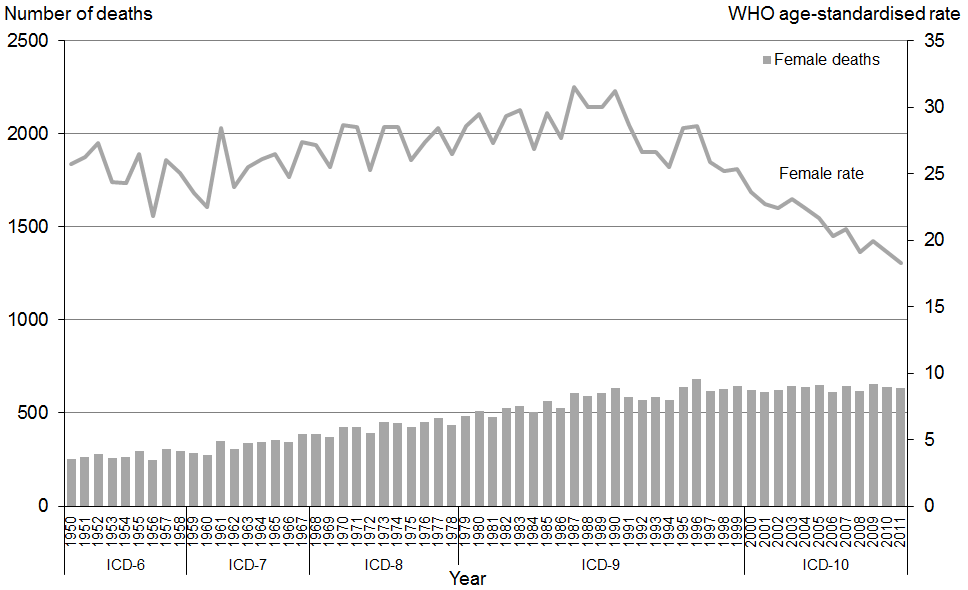 Number of deaths WHO age-standardised rate
2500 35
Female deaths
30
2000
25
Female rate
1500
20
15
1000
10
500
5
0 0
1950 1951 1952 1953 1954 1955 1956 1957 1958 1959 1960 1961 1962 1963 1964 1965 1966 1967 1968 1969 1970 1971 1972 1973 1974 1975 1976 1977 1978 1979 1980 1981 1982 1983 1984 1985 1986 1987 1988 1989 1990 1991 1992 1993 1994 1995 1996 1997 1998 1999 2000 2001 2002 2003 2004 2005 2006 2007 2008 2009 2010 2011
ICD-6 ICD-7 ICD-8 ICD-9 ICD-10
Year